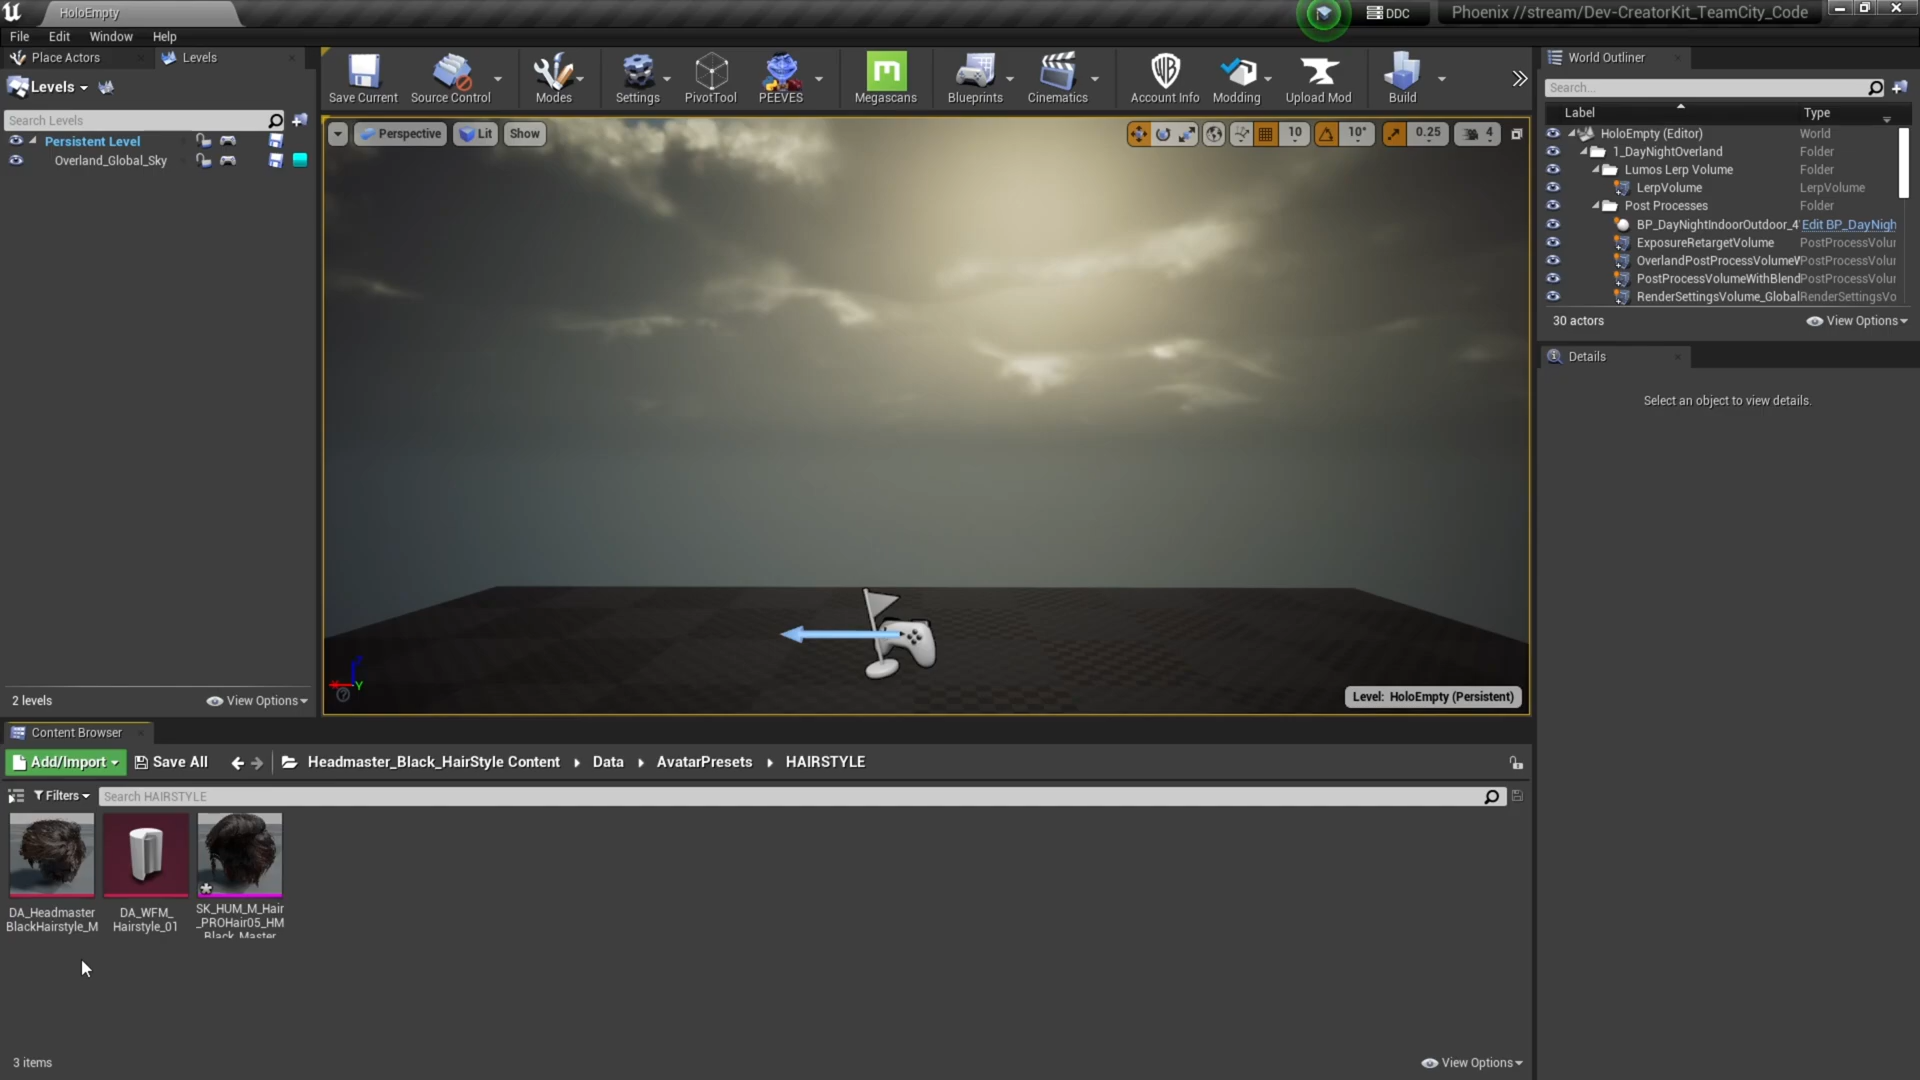 HoloEmpty
DDC
Phoenix //stream/Dev-CreatorKit_TeamCity_Code
File Edit Window Help
Place Actors
Levels
Levels
Search Levels
Persistent Level
Overland_Global_Sky
2 levels
View Options
Save Current
Source Control
Modes
Settings
PivotTool
PEEVES
Megascans
Blueprints
Cinematics
Account Info
Modding
Upload Mod
Build
Perspective
Lit
Show
10
10°
0.25
4
Y
Level: HoloEmpty (Persistent)
World Outliner
Search...
Label Type
HoloEmpty (Editor) World
1_DayNightOverland Folder
Lumos Lerp Volume Folder
LerpVolume LerpVolume
Post Processes Folder
BP_DayNightIndoorOutdoor_4 Edit BP_DayNigh
ExposureRetargetVolume PostProcessVolu
OverlandPostProcessVolumeW PostProcessVolu
PostProcessVolumeWithBlend PostProcessVolu
RenderSettingsVolume_Global RenderSettingsVo
30 actors
View Options
Details
Select an object to view details.
Content Browser
Add/Import
Save All
Headmaster_Black_HairStyle Content
Data
AvatarPresets
HAIRSTYLE
Filters
Search HAIRSTYLE
DA_Headmaster
BlackHairstyle_M
DA_WFM_
Hairstyle_01
SK_HUM_M_Hair
_PROHair05_HM
Black_Master
3 items
View Options